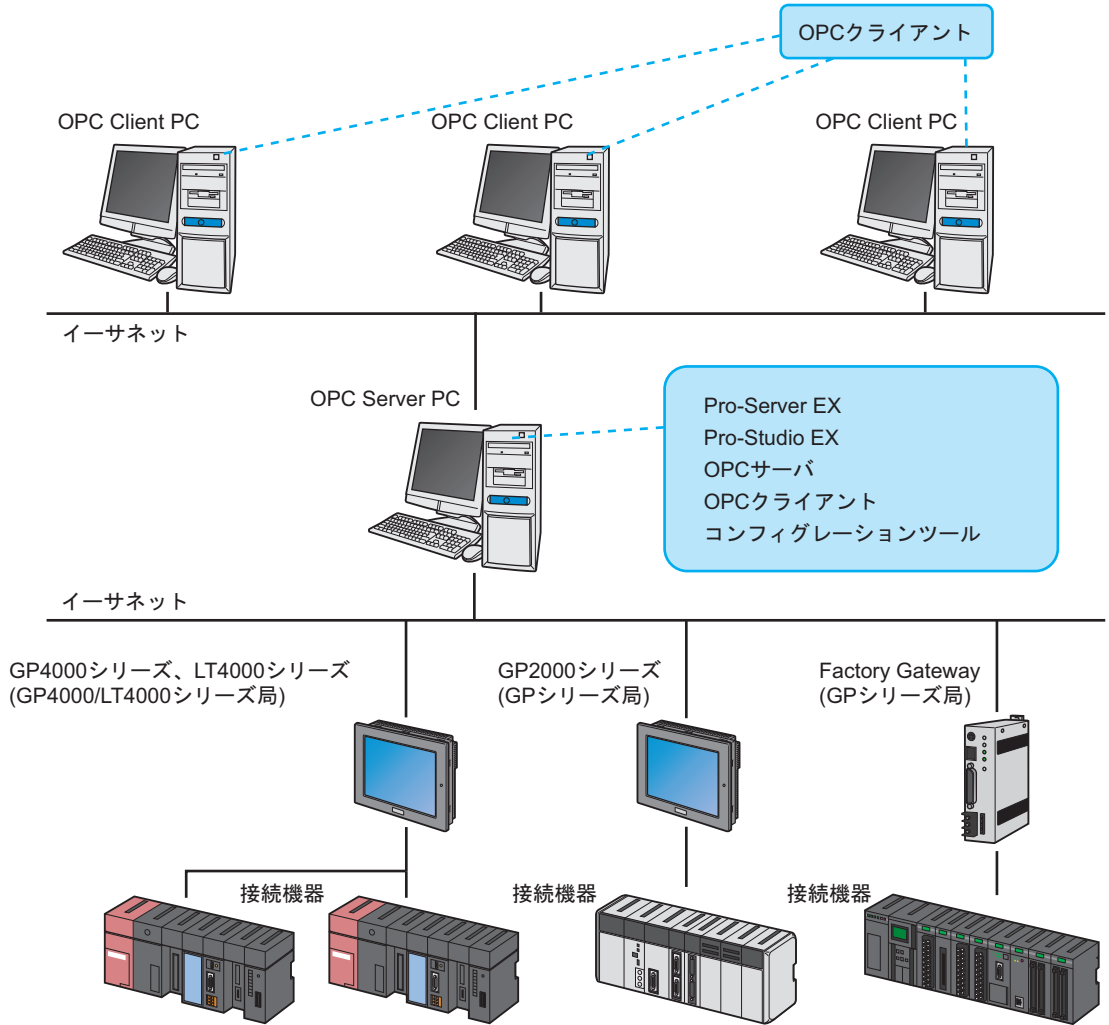 OPCクライアント
OPC Client PC
OPC Client PC
OPC Client PC
イーサネット
OPC Server PC
Pro-Server EX
Pro-Studio EX
OPCサーバ
OPCクライアント
コンフィグレーションツール
イーサネット
GP4000シリーズ、LT4000シリーズ
(GP4000/LT4000シリーズ局)
GP2000シリーズ
(GPシリーズ局)
Factory Gateway
(GPシリーズ局)
接続機器
接続機器
接続機器